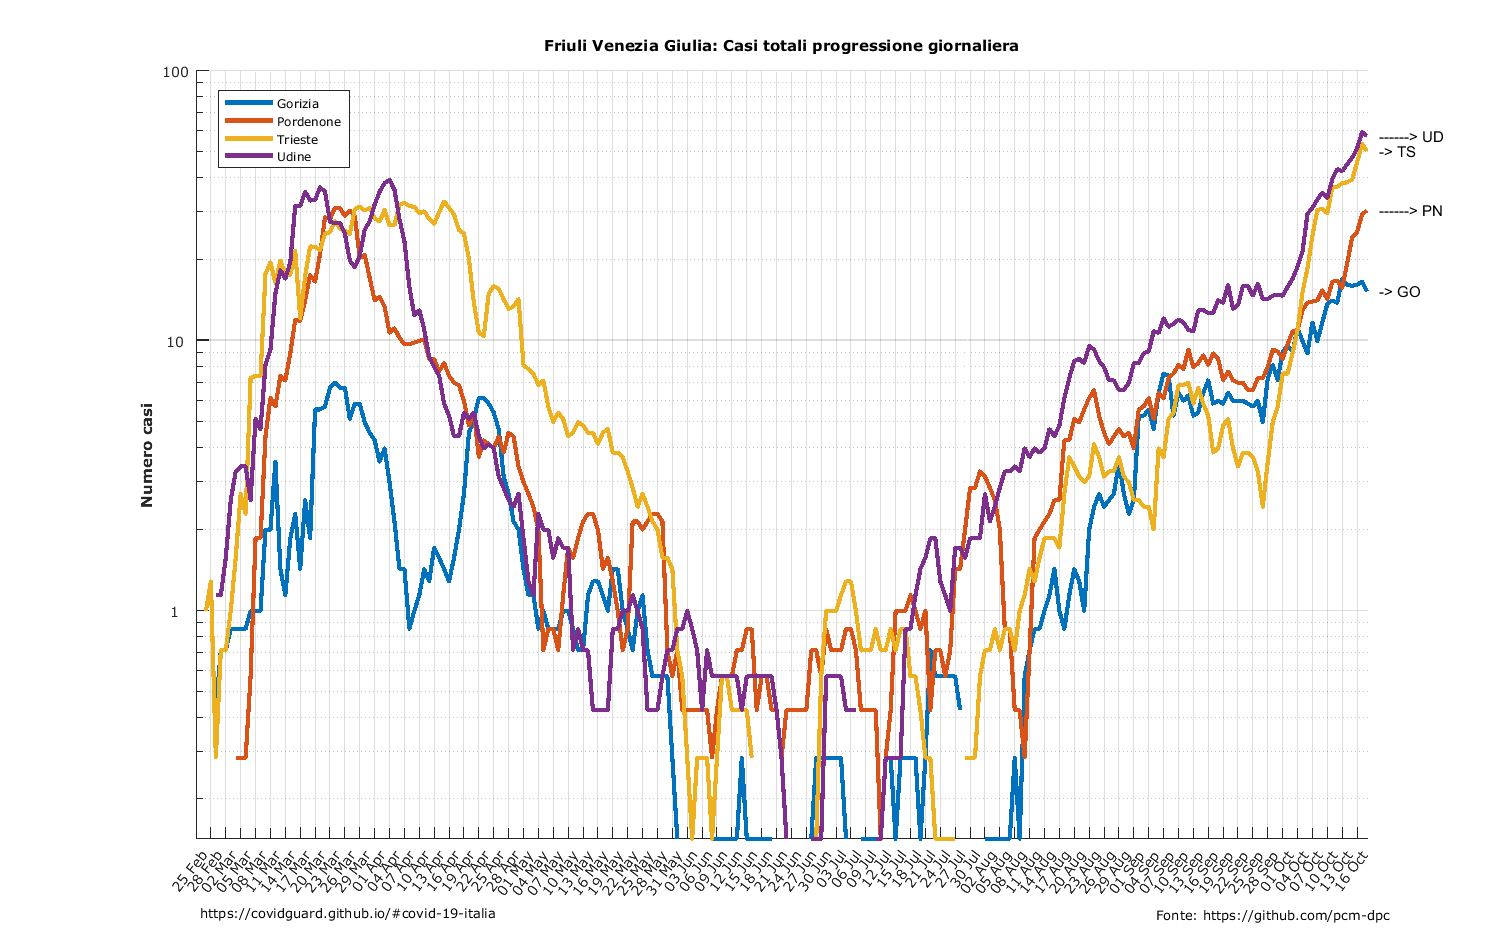 Friuli Venezia Giulia: Casi totali progressione giornaliera
100
10
1
Numero casi
Gorizia
Pordenone
Trieste
Udine
------> UD
-> TS
------> PN
-> GO
25 Feb
28 Feb
02 Mar
05 Mar
08 Mar
11 Mar
14 Mar
17 Mar
20 Mar
23 Mar
26 Mar
29 Mar
01 Apr
04 Apr
07 Apr
10 Apr
13 Apr
16 Apr
19 Apr
22 Apr
25 Apr
28 Apr
01 May
04 May
07 May
10 May
13 May
16 May
19 May
22 May
25 May
28 May
31 May
03 Jun
06 Jun
09 Jun
12 Jun
15 Jun
18 Jun
21 Jun
24 Jun
27 Jun
30 Jun
03 Jul
06 Jul
09 Jul
12 Jul
15 Jul
18 Jul
21 Jul
24 Jul
27 Jul
30 Jul
02 Aug
05 Aug
08 Aug
11 Aug
14 Aug
17 Aug
20 Aug
23 Aug
26 Aug
29 Aug
01 Sep
04 Sep
07 Sep
10 Sep
13 Sep
16 Sep
19 Sep
22 Sep
25 Sep
28 Sep
01 Oct
04 Oct
07 Oct
10 Oct
13 Oct
16 Oct
https://covidguard.github.io/#covid-19-italia
Fonte: https://github.com/pcm-dpc